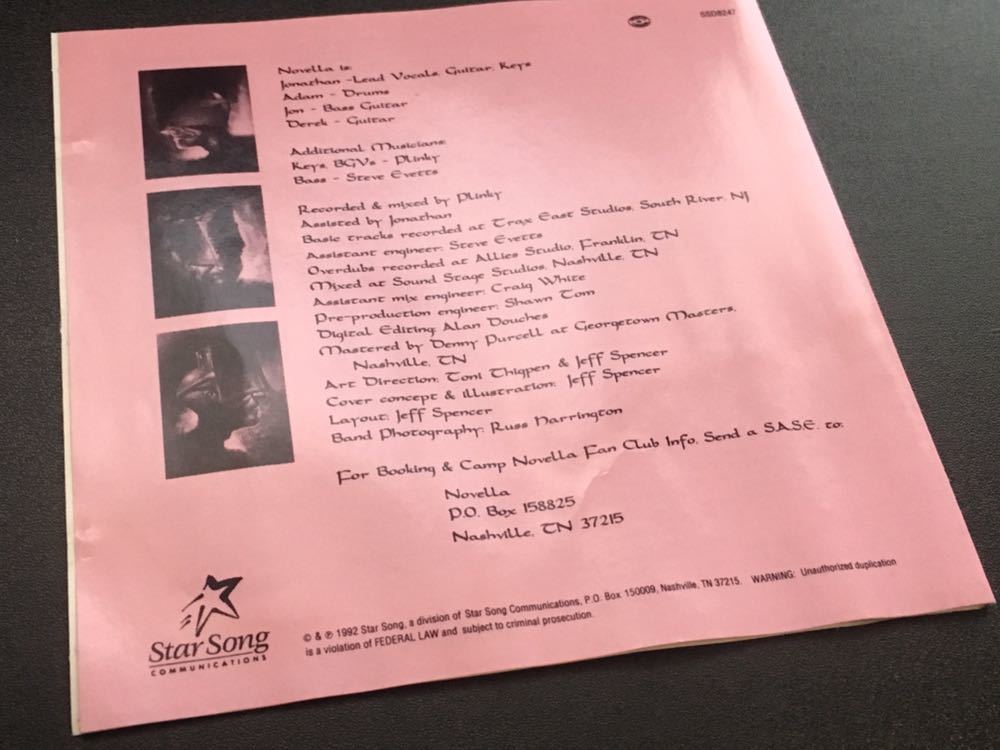 SSD8247
Novella is:
Jonathan -Lead Vocals, Guitar, Keys
Adam - Drums
Jon - Bass Guitar
Derek - Guitar
Additional Musicians:
Keys, BGVs - Plinky
Bass - Steve Evetts
Recorded & mixed by Plinky
Assisted by Jonathan
Basic tracks recorded at Trax East Studios, South River, NJ
Assistant engineer: Steve Evetts
Overdubs recorded at Allies Studio, Franklin, TN
Mixed at Sound Stage Studios, Nashville, TN
Assistant mix engineer: Craig White
Pre-production engineer: Shawn Tom
Digital Editing: Alan Douches
Mastered by Denny Purcell at Georgetown Masters,
Nashville, TN
Art Direction: Toni Thigpen & Jeff Spencer
Cover concept & illustration: Jeff Spencer
Layout: Jeff Spencer
Band Photography: Russ Harrington
For Booking & Camp Novella Fan Club Info, Send a S.A.S.E. to:
Novella
P.O. Box 158825
Nashville, TN 37215
Star Song
COMMUNICATIONS
© & ℗ 1992 Star Song, a division of Star Song Communications, P.O. Box 150009, Nashville, TN 37215. WARNING: Unauthorized duplication
is a violation of FEDERAL LAW and subject to criminal prosecution.